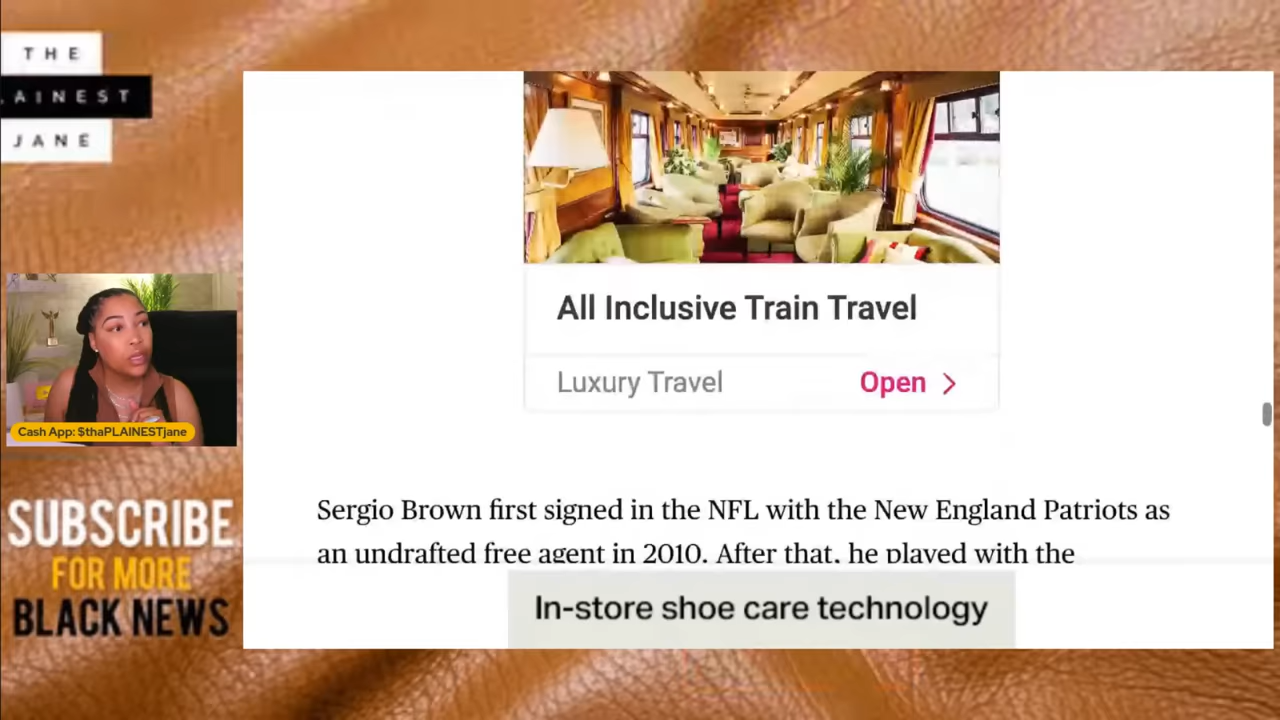 THE
LAINEST
JANE
All Inclusive Train Travel
Luxury Travel
Open
Cash App: $thaPLAINESTjane
SUBSCRIBE
FOR MORE
BLACK NEWS
Sergio Brown first signed in the NFL with the New England Patriots as
an undrafted free agent in 2010. After that, he played with the
In-store shoe care technology